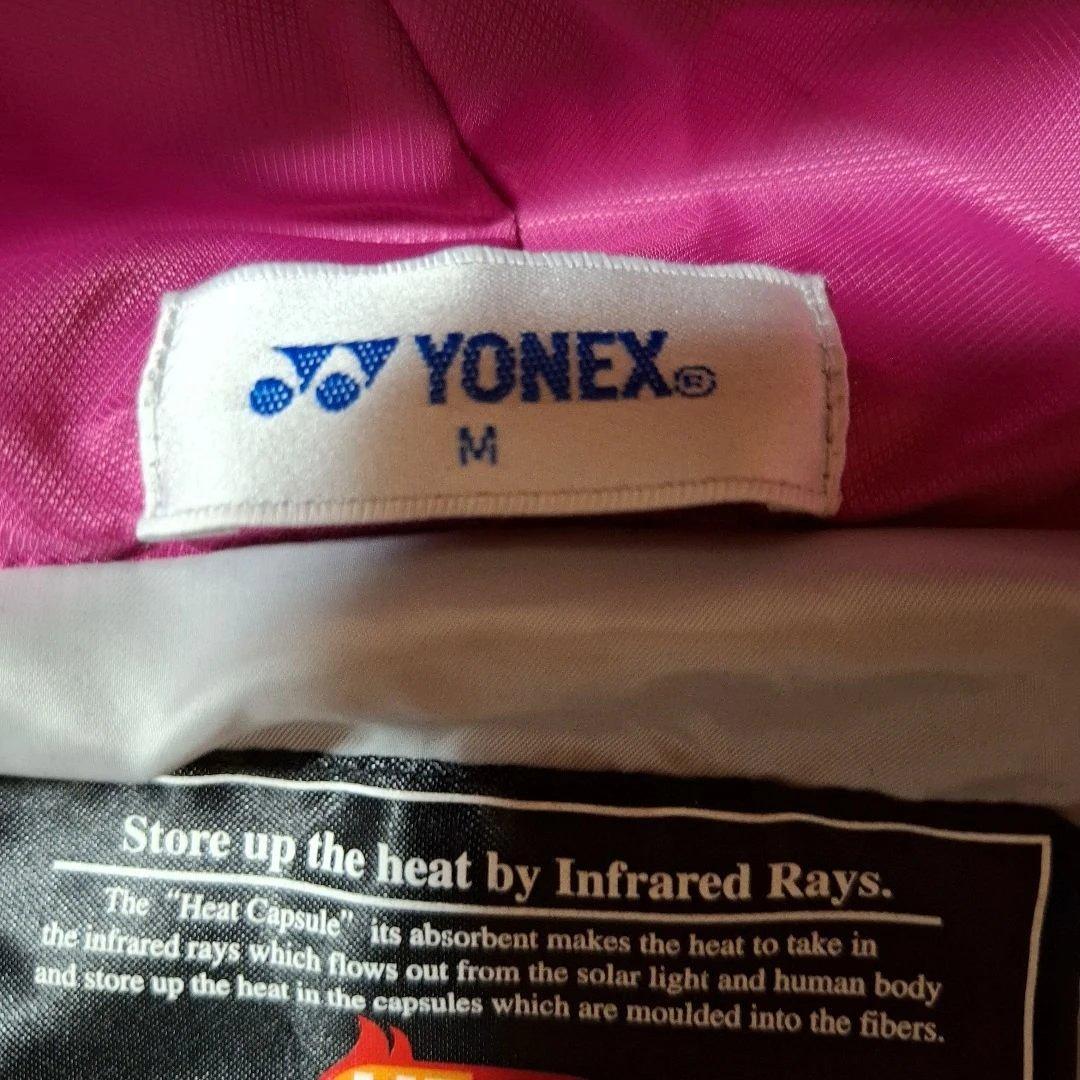 YONEX®
M
Store up the heat by Infrared Rays.
The "Heat Capsule" its absorbent makes the heat to take in
the infrared rays which flows out from the solar light and human body
and store up the heat in the capsules which are moulded into the fibers.